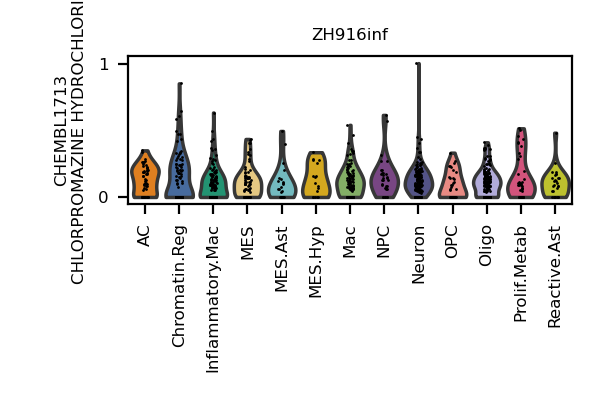 ZH916inf
CHEMBL1713
CHLORPROMAZINE HYDROCHLORI
1
0
AC
Chromatin.Reg
Inflammatory.Mac
MES
MES.Ast
MES.Hyp
Mac
NPC
Neuron
OPC
Oligo
Prolif.Metab
Reactive.Ast